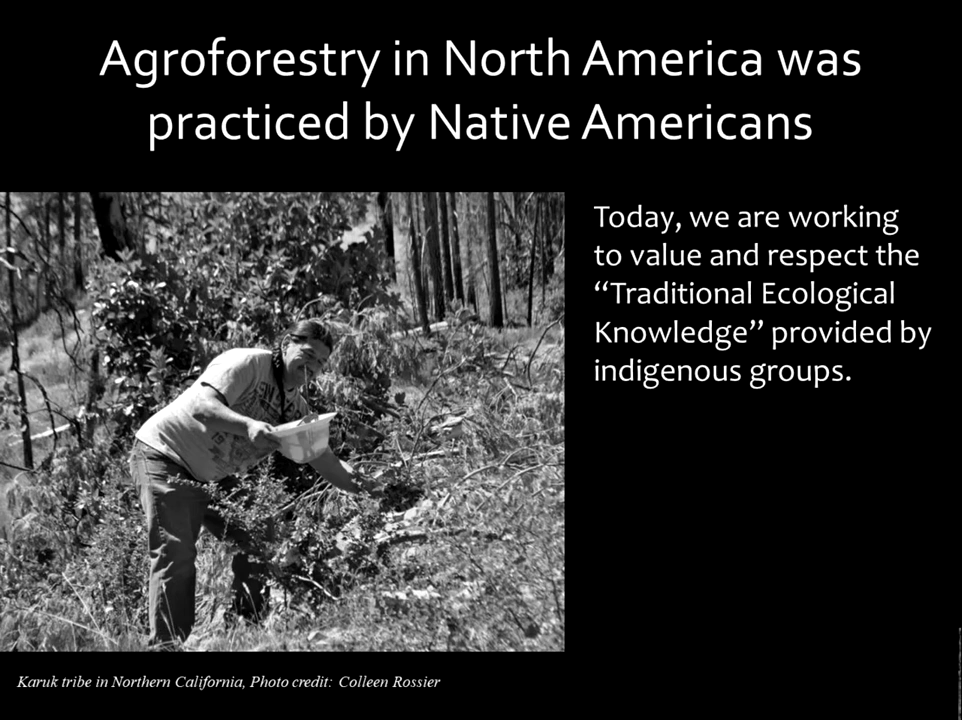 Agroforestry in North America was
practiced by Native Americans
Today, we are working
to value and respect the
“Traditional Ecological
Knowledge” provided by
indigenous groups.
Karuk tribe in Northern California, Photo credit: Colleen Rossier